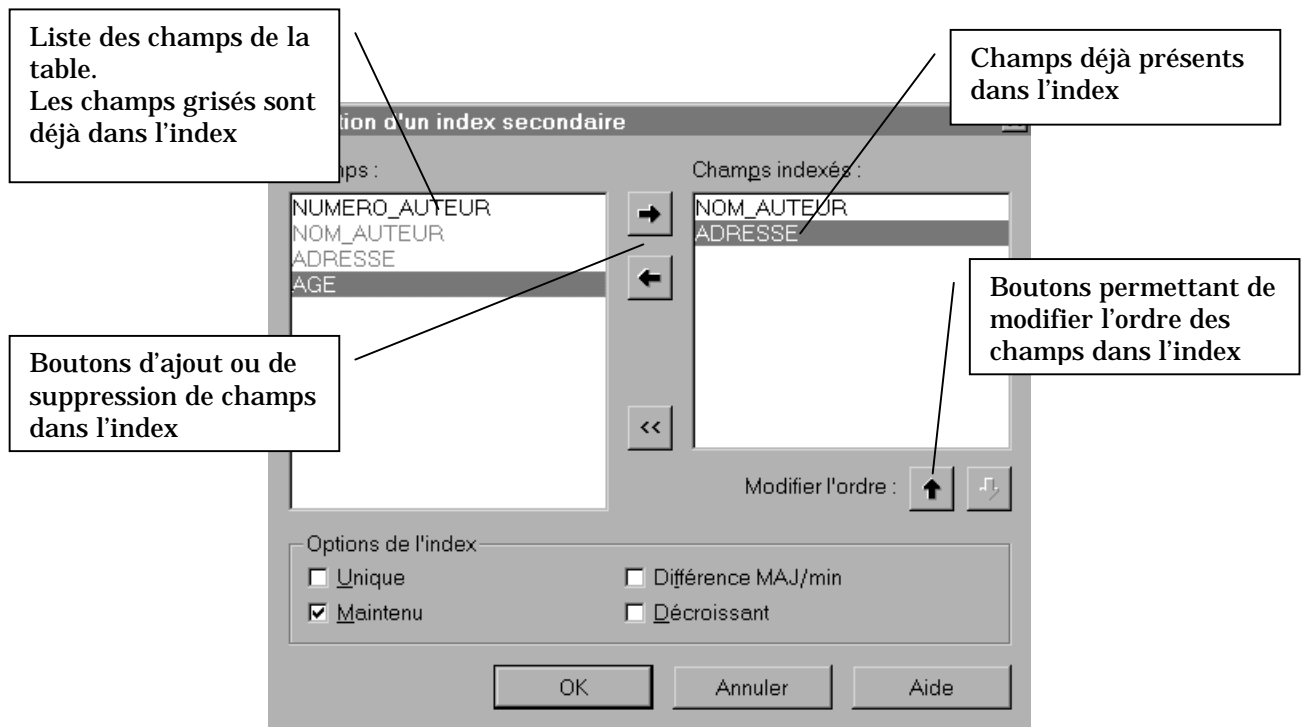 Liste des champs de la
table.
Les champs grisés sont
déjà dans l’index
Champs déjà présents
dans l’index
d'un index secondaire
Champs indexés :
NUMERO_AUTEUR
NOM_AUTEUR
ADRESSE
AGE
NOM_AUTEUR
ADRESSE
Boutons permettant de
modifier l’ordre des
champs dans l’index
Boutons d’ajout ou de
suppression de champs
dans l’index
<<
Modifier l'ordre :
Options de l'index
Unique
Différence MAJ/min
Maintenu
Décroissant
OK
Annuler
Aide